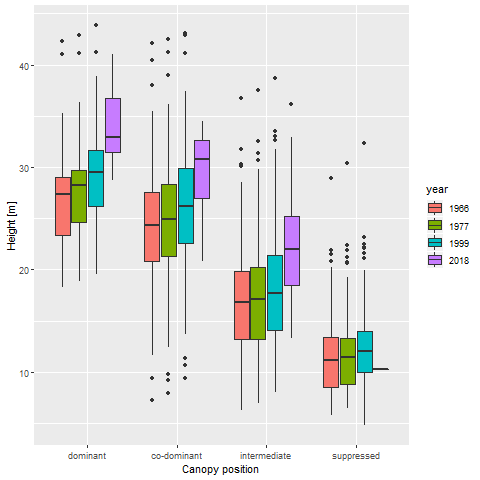 Height [m]
40
30
20
10
dominant co-dominant intermediate suppressed
Canopy position
year
1966
1977
1999
2018